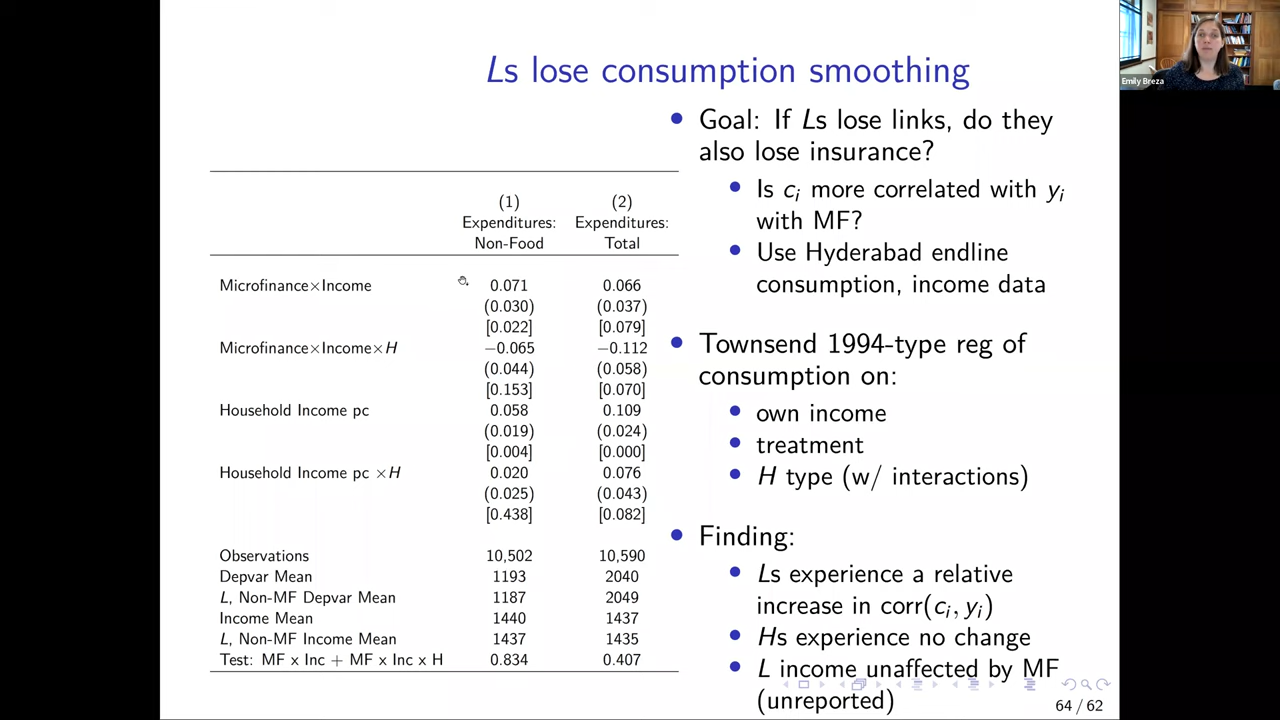 Ls lose consumption smoothing
(1) (2)
Expenditures: Expenditures:
Non-Food Total
Microfinance×Income 0.071 0.066
(0.030) (0.037)
[0.022] [0.079]
Microfinance×Income×H −0.065 −0.112
(0.044) (0.058)
[0.153] [0.070]
Household Income pc 0.058 0.109
(0.019) (0.024)
[0.004] [0.000]
Household Income pc ×H 0.020 0.076
(0.025) (0.043)
[0.438] [0.082]
Observations 10,502 10,590
Depvar Mean 1193 2040
L, Non-MF Depvar Mean 1187 2049
Income Mean 1440 1437
L, Non-MF Income Mean 1437 1435
Test: MF x Inc + MF x Inc x H 0.834 0.407
• Goal: If Ls lose links, do they
also lose insurance?
• Is cᵢ more correlated with yᵢ
with MF?
• Use Hyderabad endline
consumption, income data
• Townsend 1994-type reg of
consumption on:
• own income
• treatment
• H type (w/ interactions)
• Finding:
• Ls experience a relative
increase in corr(cᵢ, yᵢ)
• Hs experience no change
• L income unaffected by MF
(unreported)
64 / 62
Emily Breza